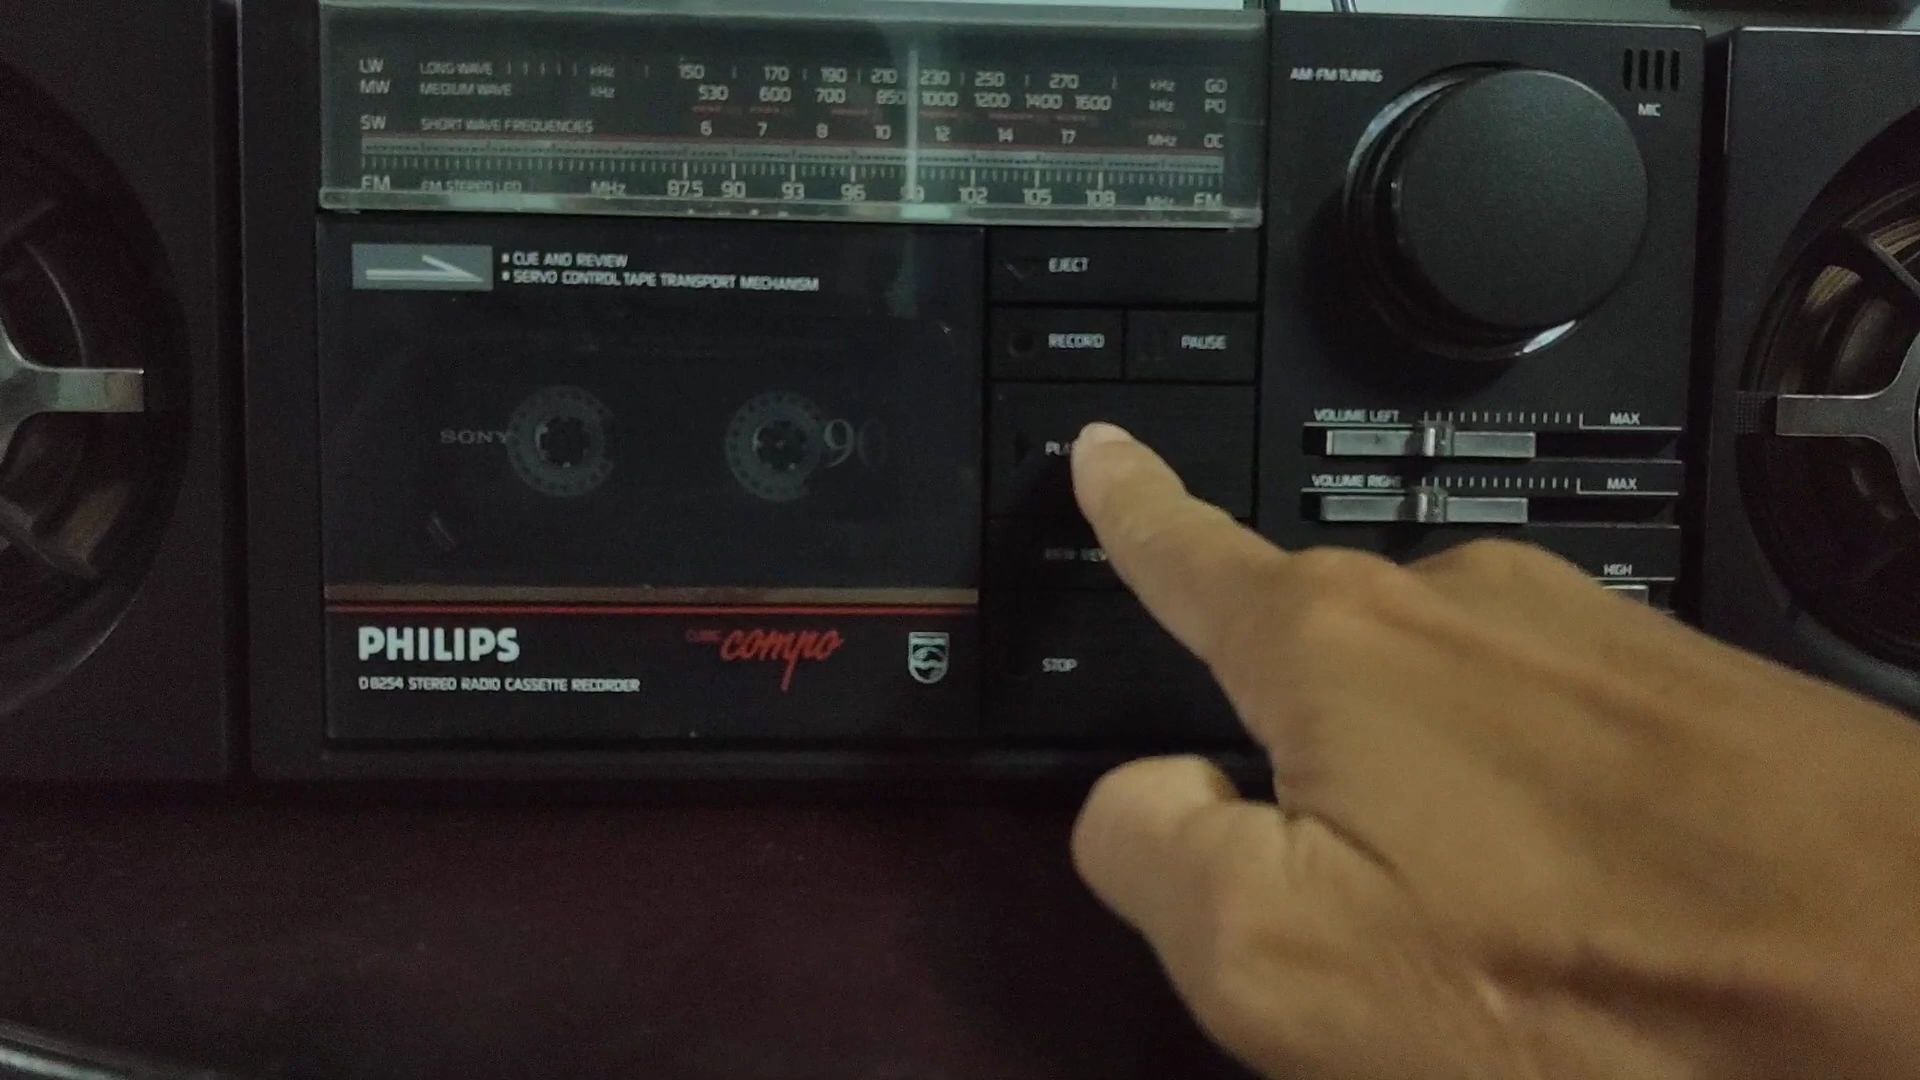 LW LONG WAVE kHz 150 170 190 210 230 250 270 kHz GO
MW MEDIUM WAVE kHz 530 600 700 850 1000 1200 1400 1600 kHz PO
SW SHORT WAVE FREQUENCIES 6 7 8 10 12 14 17 MHz OC
FM FM STEREO LED MHz 87.5 90 93 96 99 102 105 108 MHz FM
• CUE AND REVIEW
• SERVO CONTROL TAPE TRANSPORT MECHANISM
SONY 90
PHILIPS
CUBIC compo
D8254 STEREO RADIO CASSETTE RECORDER
EJECT
RECORD PAUSE
STOP
AM-FM TUNING
MIC
VOLUME LEFT MAX
VOLUME RIGHT MAX
HIGH